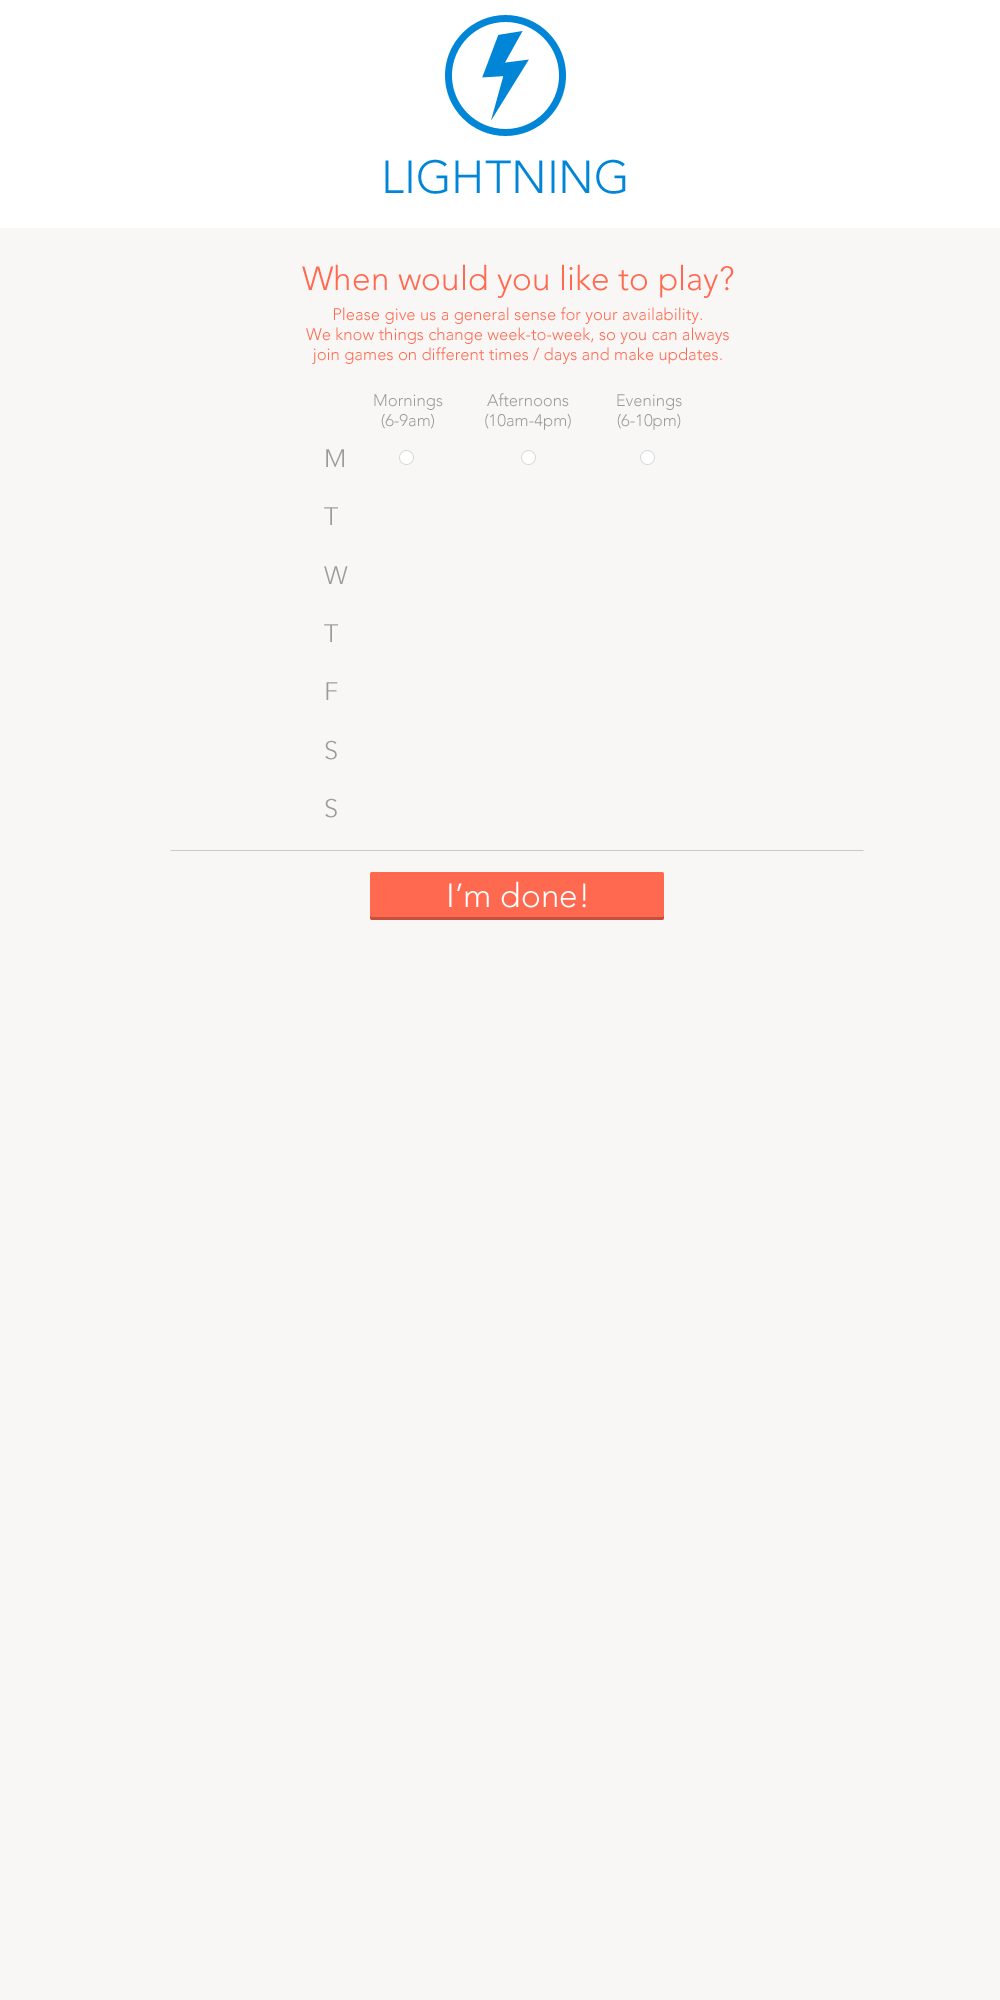 LIGHTNING
When would you like to play?
Please give us a general sense for your availability.
We know things change week-to-week, so you can always
join games on different times / days and make updates.
Mornings Afternoons Evenings
(6-9am) (10am-4pm) (6-10pm)
M
T
W
T
F
S
S
I’m done!